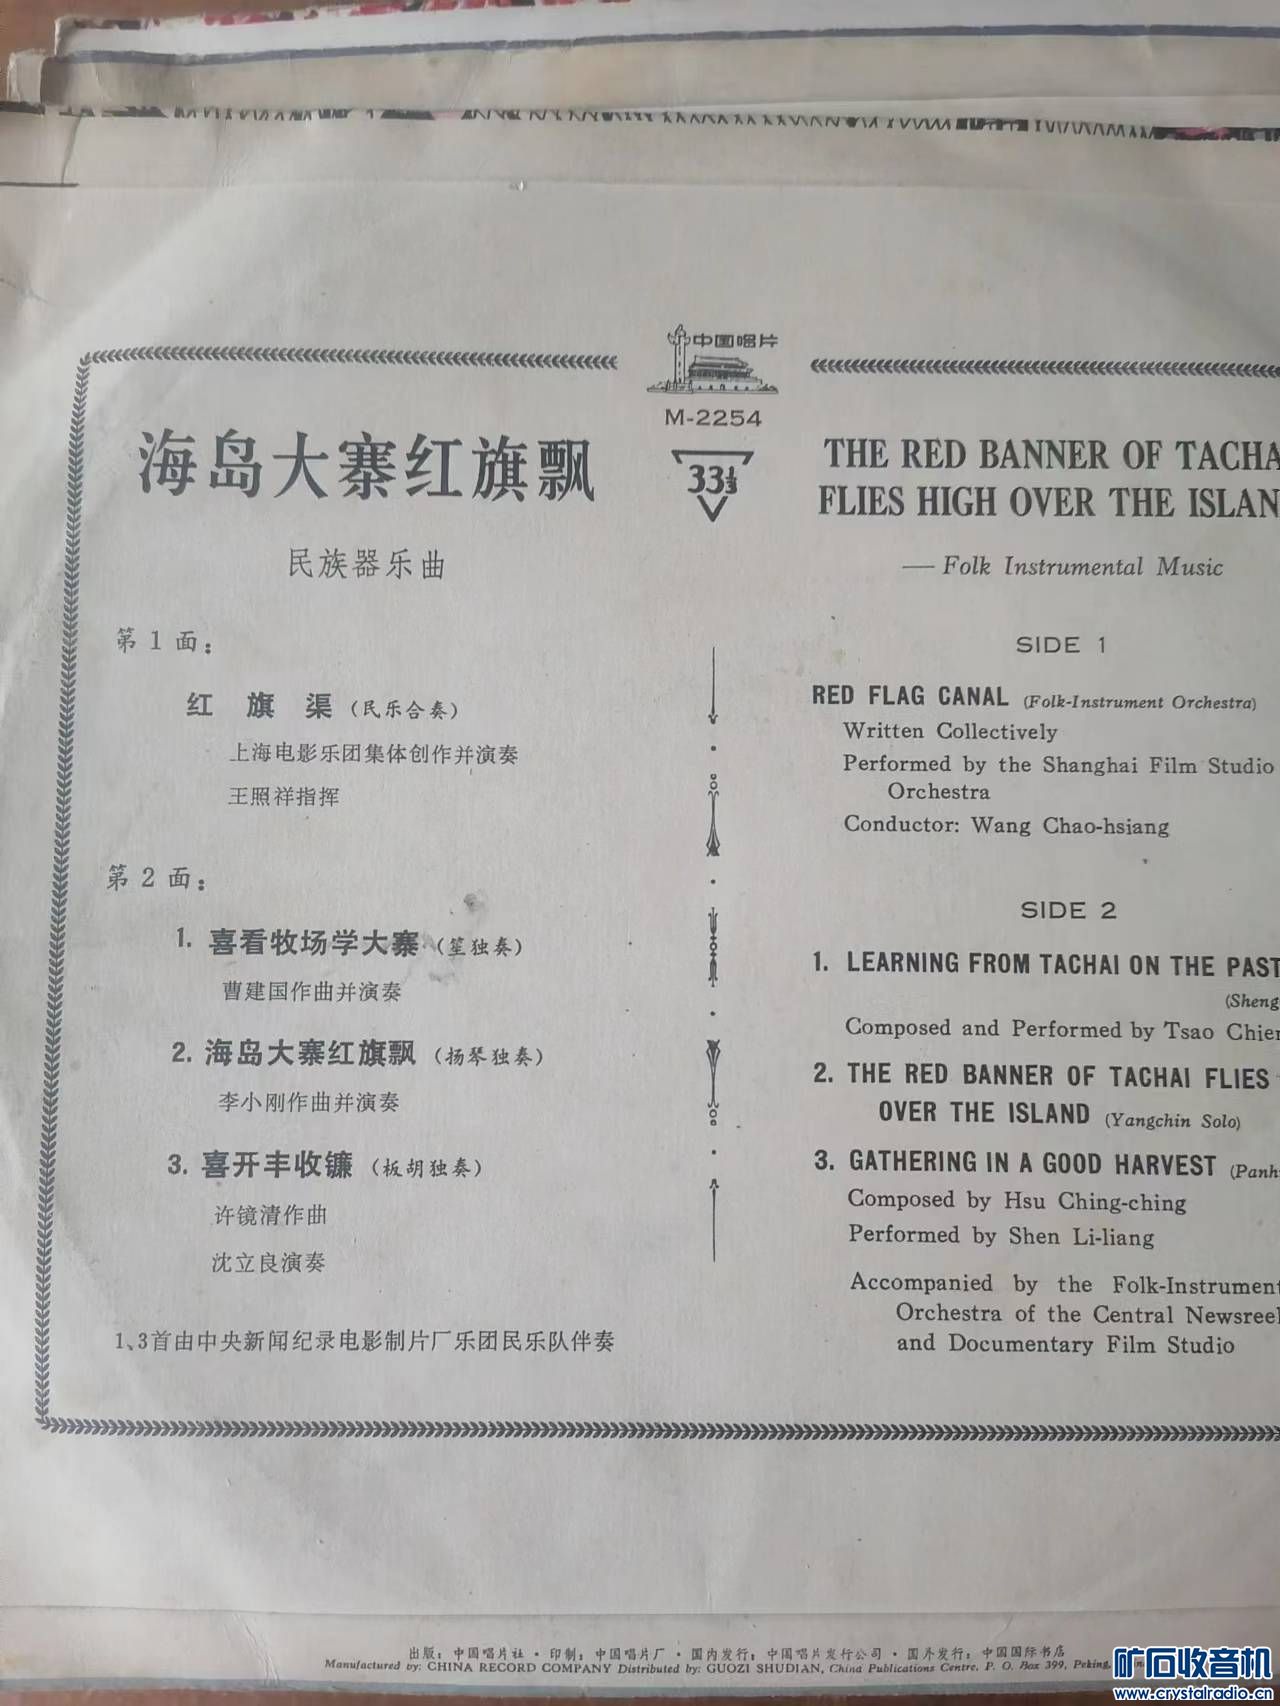 中国唱片
M-2254
33⅓
海岛大寨红旗飘
民族器乐曲
第1面：
红旗渠（民乐合奏）
上海电影乐团集体创作并演奏
王照祥指挥
第2面：
1. 喜看牧场学大寨（笙独奏）
曹建国作曲并演奏
2. 海岛大寨红旗飘（扬琴独奏）
李小刚作曲并演奏
3. 喜开丰收镰（板胡独奏）
许镜清作曲
沈立良演奏
1、3首由中央新闻纪录电影制片厂乐团民乐队伴奏
THE RED BANNER OF TACHA
FLIES HIGH OVER THE ISLAN
— Folk Instrumental Music
SIDE 1
RED FLAG CANAL (Folk-Instrument Orchestra)
Written Collectively
Performed by the Shanghai Film Studio
Orchestra
Conductor: Wang Chao-hsiang
SIDE 2
1. LEARNING FROM TACHAI ON THE PAST
(Sheng
Composed and Performed by Tsao Chien
2. THE RED BANNER OF TACHAI FLIES
OVER THE ISLAND (Yangchin Solo)
3. GATHERING IN A GOOD HARVEST (Panh
Composed by Hsu Ching-ching
Performed by Shen Li-liang
Accompanied by the Folk-Instrument
Orchestra of the Central Newsreel
and Documentary Film Studio
出版：中国唱片社・印制：中国唱片厂・国内发行：中国唱片发行公司・国外发行：中国国际书店
Manufactured by: CHINA RECORD COMPANY Distributed by: GUOZI SHUDIAN, China Publications Centre, P. O. Box 399, Peking,
矿石收音机
www.crystalradio.cn